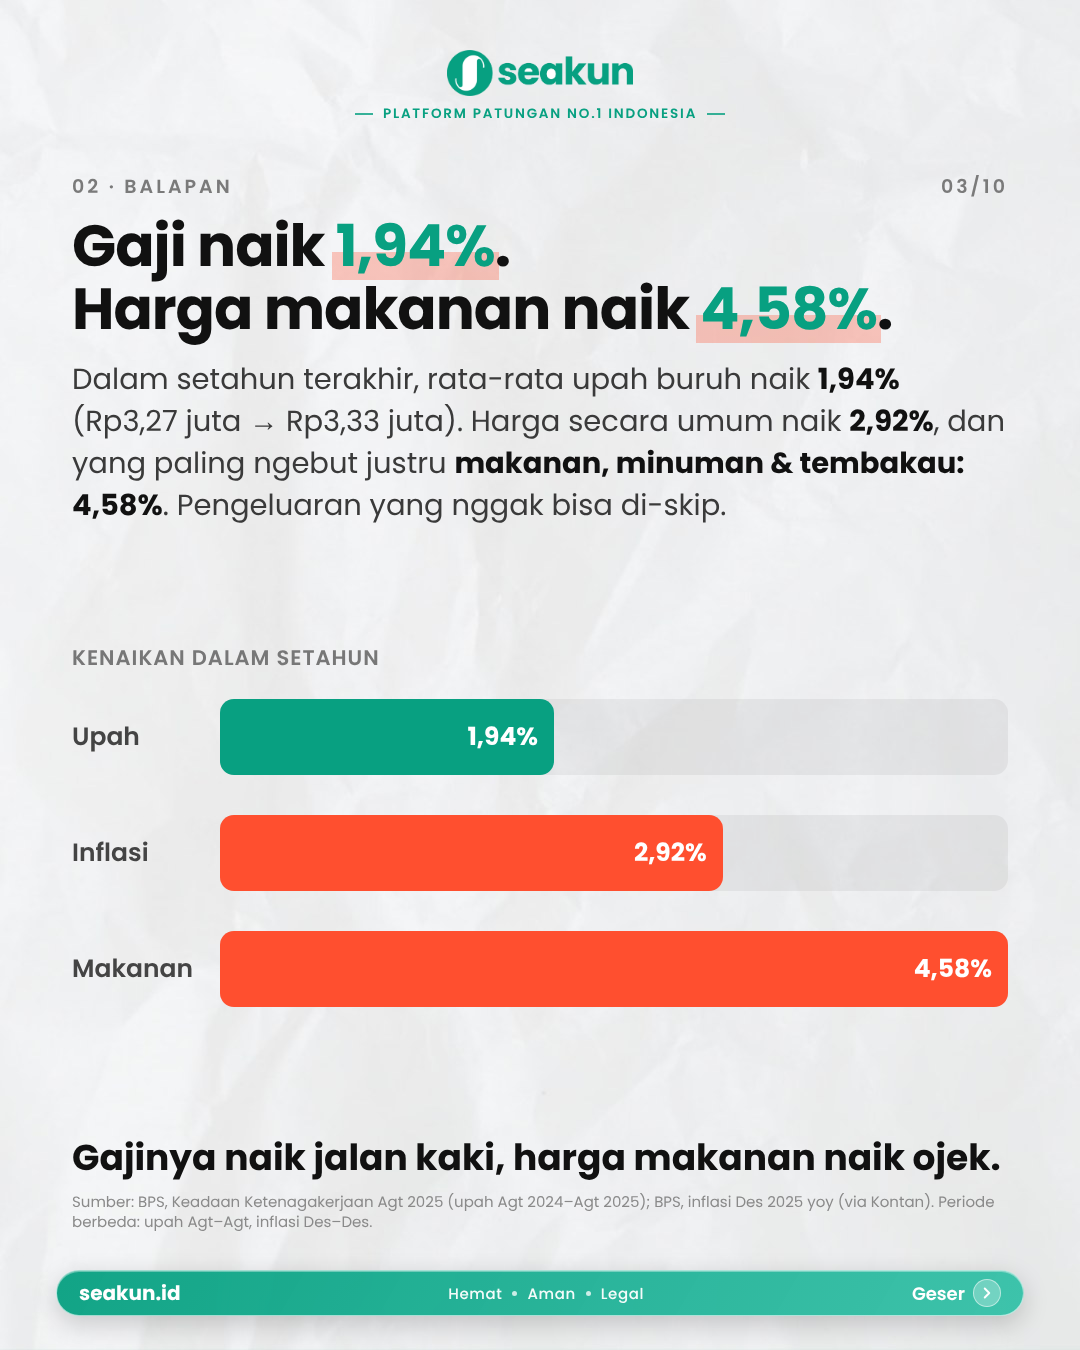 seakun
PLATFORM PATUNGAN NO.1 INDONESIA
02 · BALAPAN
03/10
Gaji naik 1,94%.
Harga makanan naik 4,58%.
Dalam setahun terakhir, rata-rata upah buruh naik 1,94%
(Rp3,27 juta → Rp3,33 juta). Harga secara umum naik 2,92%, dan
yang paling ngebut justru makanan, minuman & tembakau:
4,58%. Pengeluaran yang nggak bisa di-skip.
KENAIKAN DALAM SETAHUN
Upah
1,94%
Inflasi
2,92%
Makanan
4,58%
Gajinya naik jalan kaki, harga makanan naik ojek.
Sumber: BPS, Keadaan Ketenagakerjaan Agt 2025 (upah Agt 2024–Agt 2025); BPS, inflasi Des 2025 yoy (via Kontan). Periode
berbeda: upah Agt–Agt, inflasi Des–Des.
seakun.id
Hemat • Aman • Legal
Geser